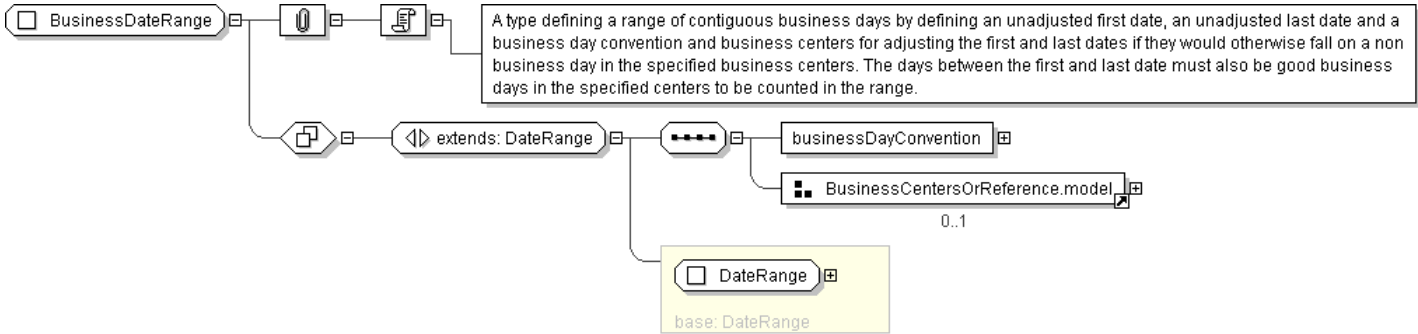 BusinessDateRange
A type defining a range of contiguous business days by defining an unadjusted first date, an unadjusted last date and a
business day convention and business centers for adjusting the first and last dates if they would otherwise fall on a non
business day in the specified business centers. The days between the first and last date must also be good business
days in the specified centers to be counted in the range.
extends: DateRange
businessDayConvention
BusinessCentersOrReference.model
0..1
DateRange
base: DateRange